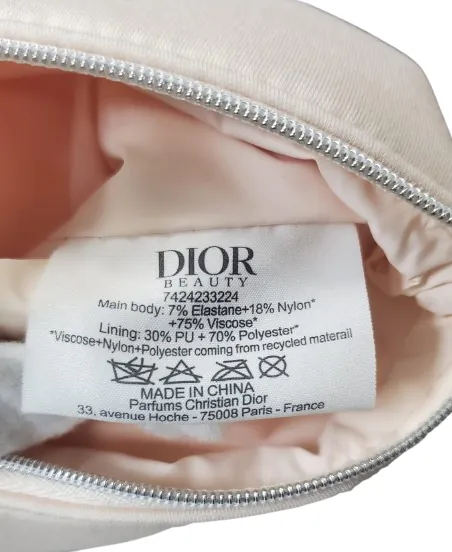 DIOR
BEAUTY
7424233224
Main body: 7% Elastane+18% Nylon*
+75% Viscose*
Lining: 30% PU + 70% Polyester*
*Viscose+Nylon+Polyester coming from recycled materail
MADE IN CHINA
Parfums Christian Dior
33, avenue Hoche - 75008 Paris - France